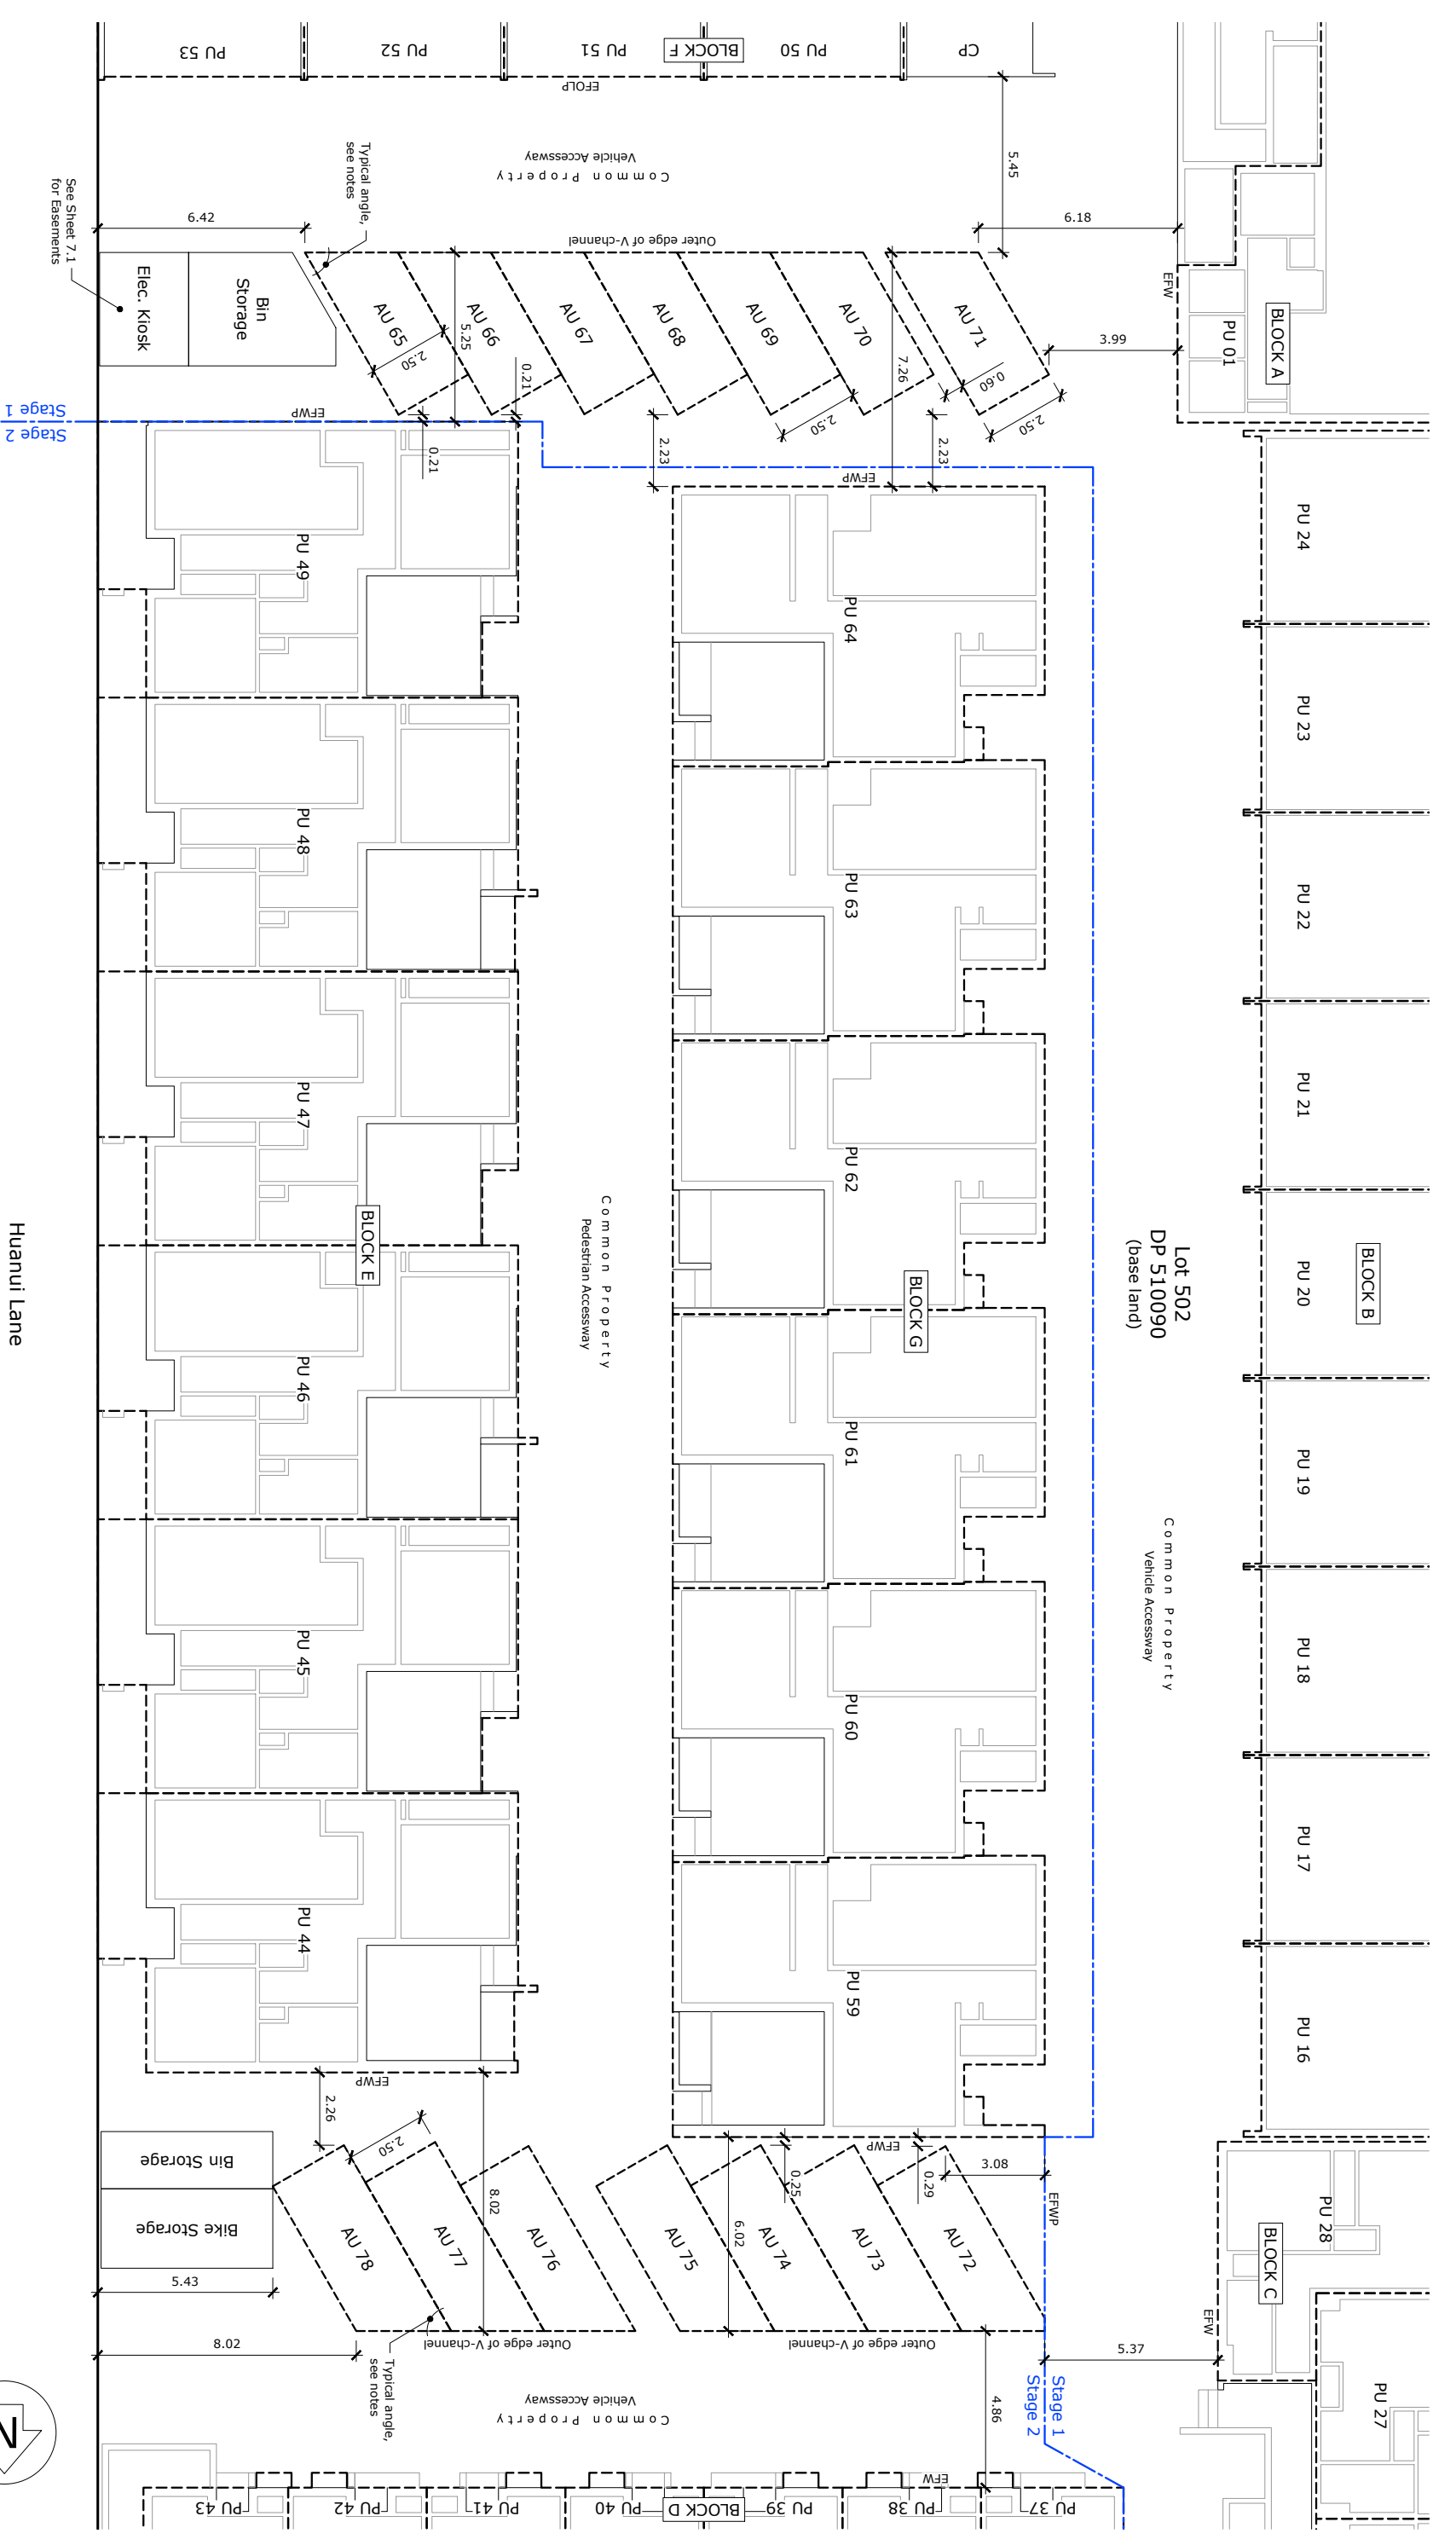 PU 53
PU 52
PU 51
BLOCK F
PU 50
CP
EFOLP
Common Property
Vehicle Accessway
5.45
Typical angle,
see notes
See Sheet 7.1
for Easements
6.42
6.18
Outer edge of V-channel
Elec. Kiosk
Bin
Storage
AU 65
AU 66
AU 67
AU 68
AU 69
AU 70
AU 71
2.50
5.25
0.21
0.21
2.50
7.26
0.60
2.50
3.99
2.23
2.23
EFW
PU 01
BLOCK A
Stage 1
Stage 2
EFWP
EFWP
PU 49
PU 48
PU 47
BLOCK E
PU 46
PU 45
PU 44
Huanui Lane
Common Property
Pedestrian Accessway
PU 64
PU 63
PU 62
BLOCK G
PU 61
PU 60
PU 59
Lot 502
DP 510090
(base land)
Common Property
Vehicle Accessway
PU 24
PU 23
PU 22
PU 21
PU 20
BLOCK B
PU 19
PU 18
PU 17
PU 16
EFWP
2.26
2.50
8.02
Bin Storage
Bike Storage
5.43
8.02
AU 78
AU 77
AU 76
AU 75
AU 74
AU 73
AU 72
EFWP
0.25
0.29
3.08
6.02
EFWP
Outer edge of V-channel
Outer edge of V-channel
Typical angle,
see notes
Common Property
Vehicle Accessway
4.86
Stage 1
Stage 2
5.37
EFW
PU 28
BLOCK C
PU 27
EFW
PU 43
PU 42
PU 41
PU 40
BLOCK D
PU 39
PU 38
PU 37
N